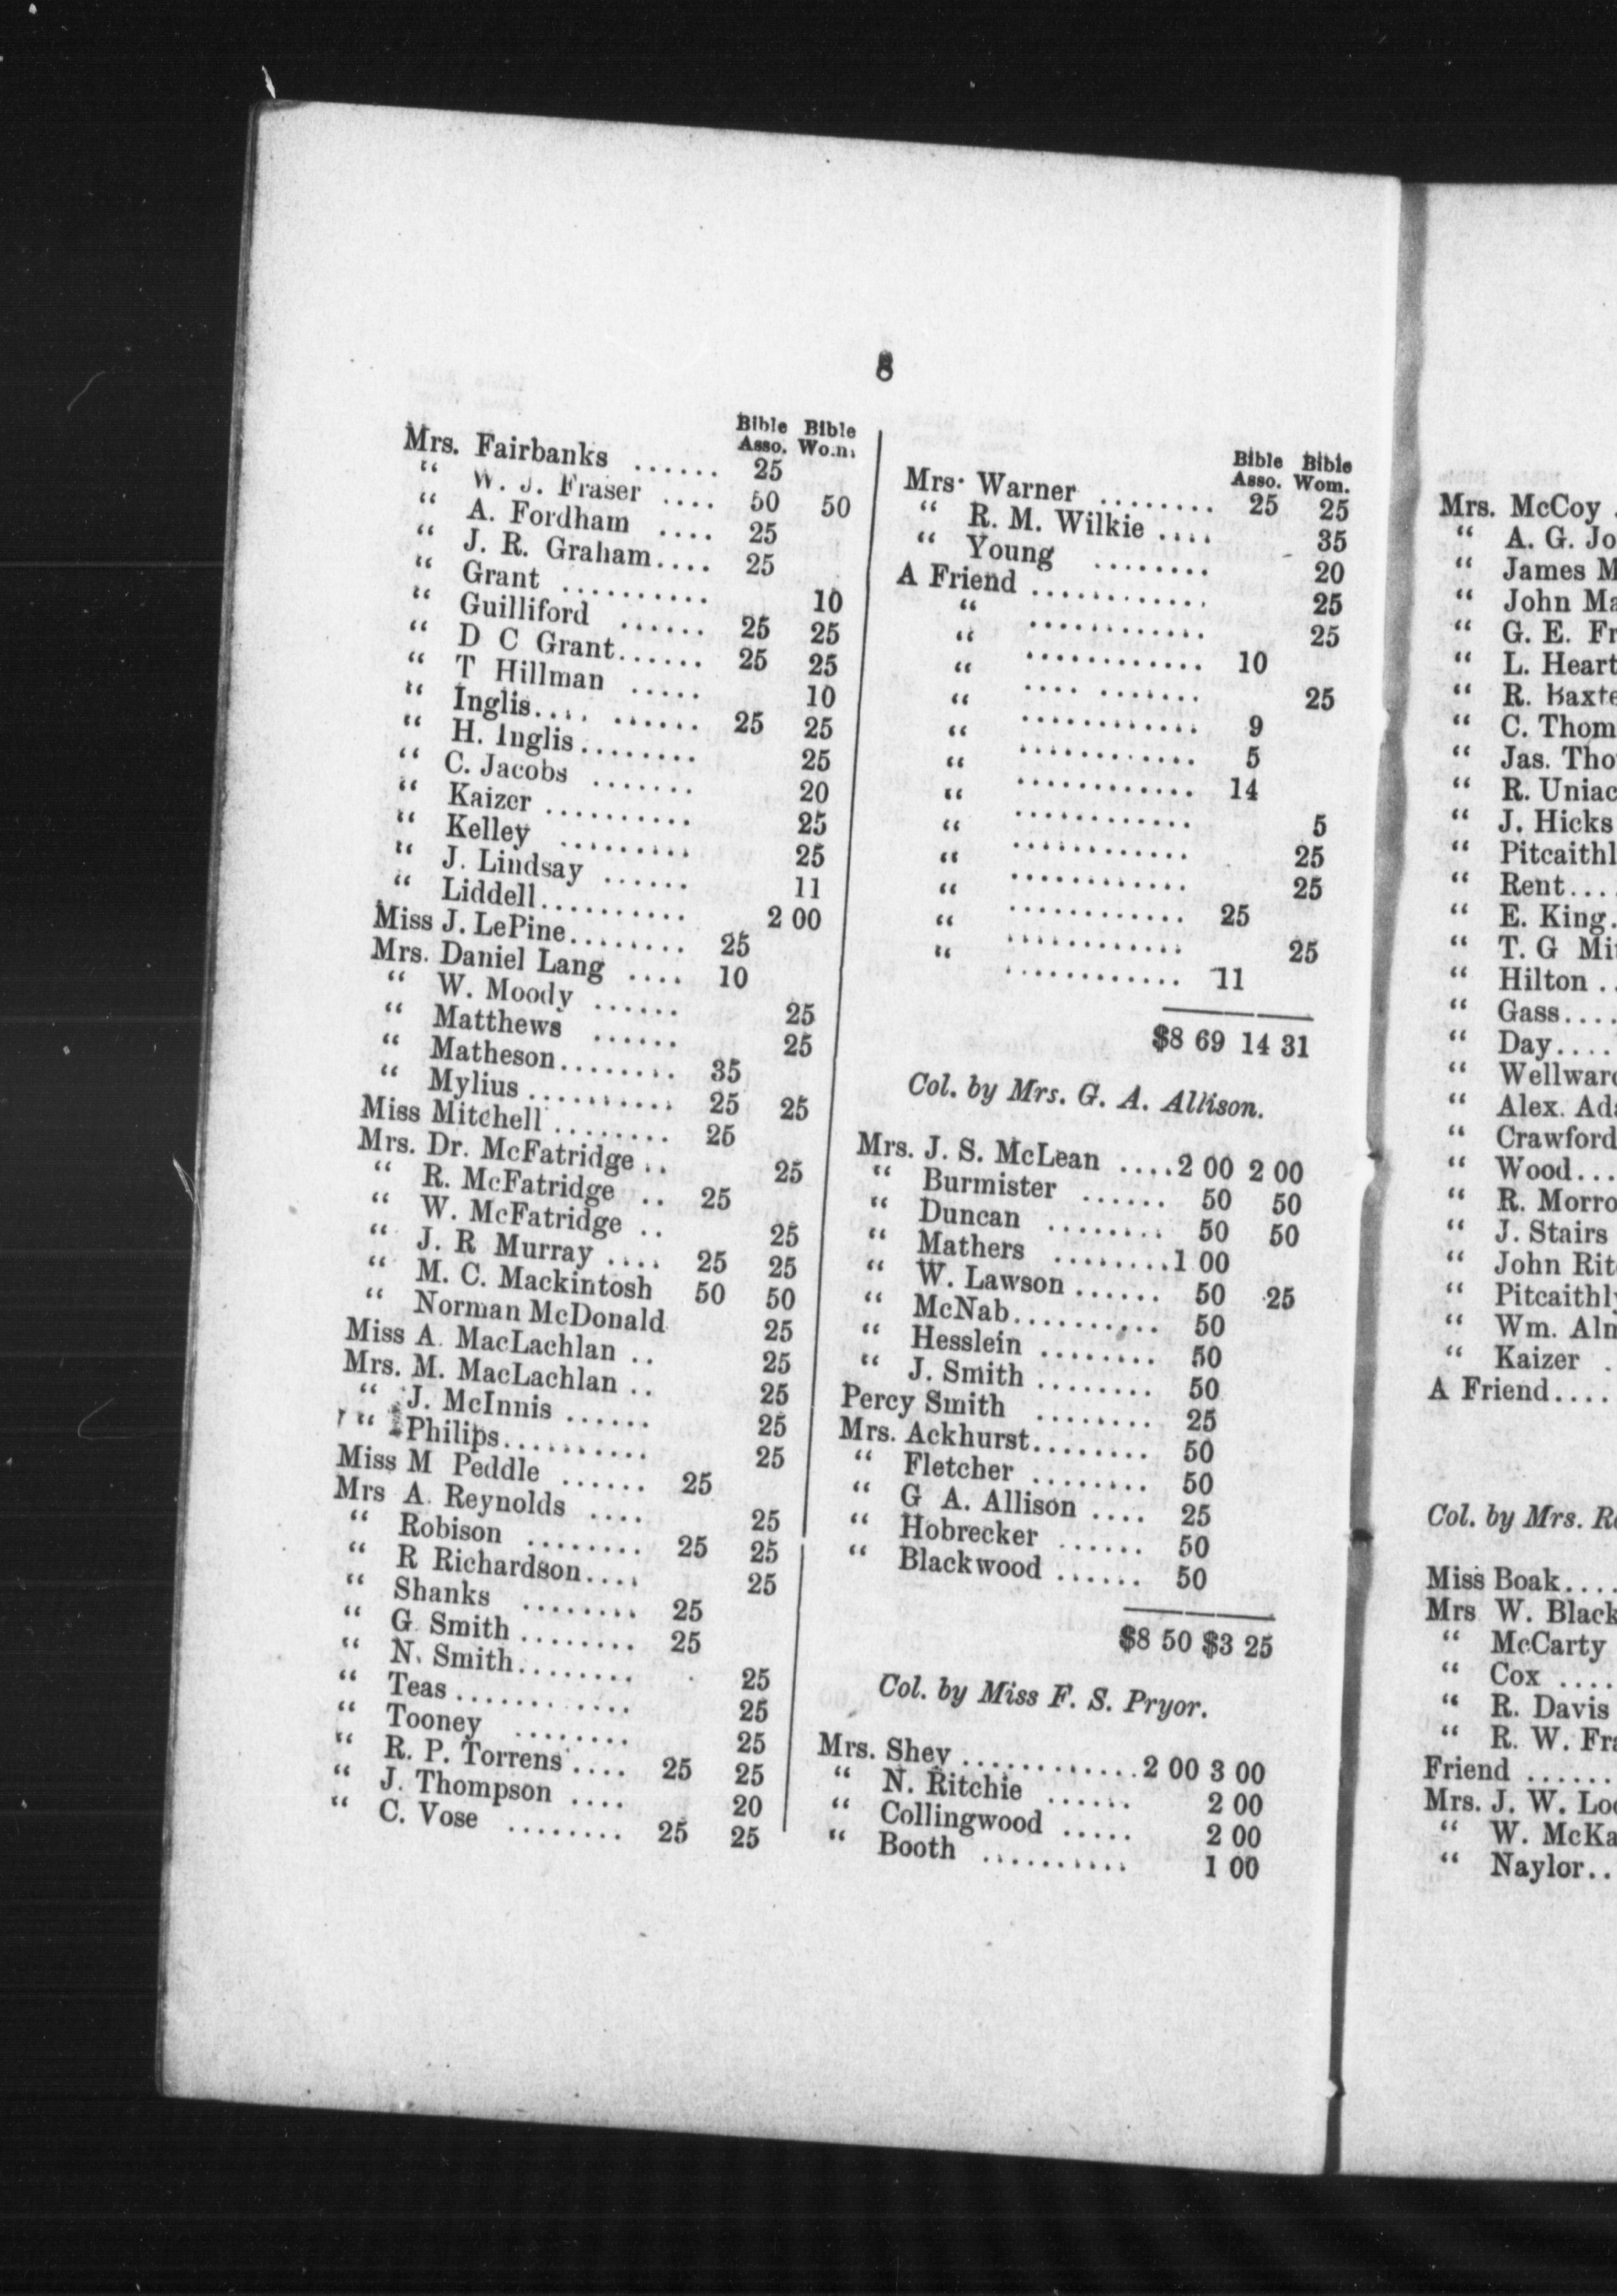 8
Bible Bible
Asso. Wom.
Mrs. Fairbanks ...... 25
“ W. J. Fraser .... 50 50
“ A. Fordham .... 25
“ J. R. Graham.... 25
“ Grant .......... 10
“ Guilliford ...... 25 25
“ D C Grant...... 25 25
“ T Hillman ..... 10
“ Inglis.... ...... 25 25
“ H. Inglis........ 25
“ C. Jacobs ....... 20
“ Kaizer .......... 25
“ Kelley ......... 25
“ J. Lindsay ...... 11
“ Liddell.......... 2 00
Miss J. LePine........ 25
Mrs. Daniel Lang .... 10
“ W. Moody ...... 25
“ Matthews ...... 25
“ Matheson........ 35
“ Mylius .......... 25 25
Miss Mitchell ........ 25
Mrs. Dr. McFatridge .. 25
“ R. McFatridge .. 25
“ W. McFatridge .. 25
“ J. R Murray .... 25 25
“ M. C. Mackintosh 50 50
“ Norman McDonald 25
Miss A. MacLachlan .. 25
Mrs. M. MacLachlan .. 25
“ J. McInnis ...... 25
“ Philips.......... 25
Miss M Peddle ...... 25
Mrs A. Reynolds .... 25
“ Robison ........ 25 25
“ R Richardson.... 25
“ Shanks ........ 25
“ G. Smith ........ 25
“ N. Smith........ 25
“ Teas ............ 25
“ Tooney ........ 25
“ R. P. Torrens .... 25 25
“ J. Thompson .... 20
“ C. Vose ........ 25 25
Bible Bible
Asso. Wom.
Mrs. Warner ........ 25 25
“ R. M. Wilkie .... 35
“ Young ........ 20
A Friend ............ 25
“ ............ 25
“ ............ 10
“ .... ....... 25
“ ............ 9
“ ............ 5
“ ............ 14
“ ............ 5
“ ............ 25
“ ............ 25
“ ............ 25
“ ............ 25
“ ............ 11
$8 69 14 31
Col. by Mrs. G. A. Allison.
Mrs. J. S. McLean ....2 00 2 00
“ Burmister ...... 50 50
“ Duncan ........ 50 50
“ Mathers ........1 00
“ W. Lawson ...... 50 25
“ McNab.......... 50
“ Hesslein ........ 50
“ J. Smith ........ 50
Percy Smith ........ 25
Mrs. Ackhurst........ 50
“ Fletcher ........ 50
“ G A. Allison .... 25
“ Hobrecker ...... 50
“ Blackwood ...... 50
$8 50 $3 25
Col. by Miss F. S. Pryor.
Mrs. Shey ............2 00 3 00
“ N. Ritchie ...... 2 00
“ Collingwood ..... 2 00
“ Booth .......... 1 00
Mrs. McCoy .
“ A. G. Jo
“ James M
“ John Ma
“ G. E. Fr
“ L. Heart
“ R. Baxte
“ C. Thom
“ Jas. Tho
“ R. Uniac
“ J. Hicks
“ Pitcaithl
“ Rent....
“ E. King.
“ T. G Mi
“ Hilton ..
“ Gass....
“ Day....
“ Wellward
“ Alex. Ad
“ Crawford
“ Wood...
“ R. Morro
“ J. Stairs
“ John Rit
“ Pitcaithl
“ Wm. Alm
“ Kaizer .
A Friend....
Col. by Mrs. R
Miss Boak....
Mrs W. Black
“ McCarty
“ Cox ....
“ R. Davis
“ R. W. Fra
Friend ......
Mrs. J. W. Loc
“ W. McKa
“ Naylor..